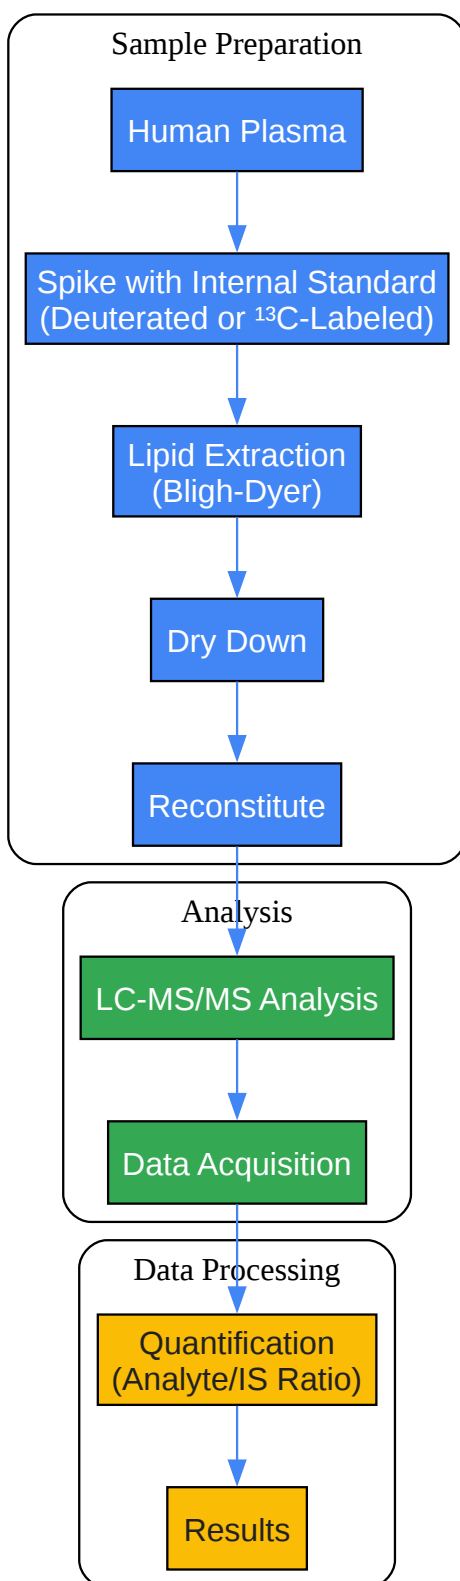 Sample Preparation
Human Plasma
Spike with Internal Standard
(Deuterated or ¹³C-Labeled)
Lipid Extraction
(Bligh-Dyer)
Dry Down
Reconstitute
Analysis
LC-MS/MS Analysis
Data Acquisition
Data Processing
Quantification
(Analyte/IS Ratio)
Results